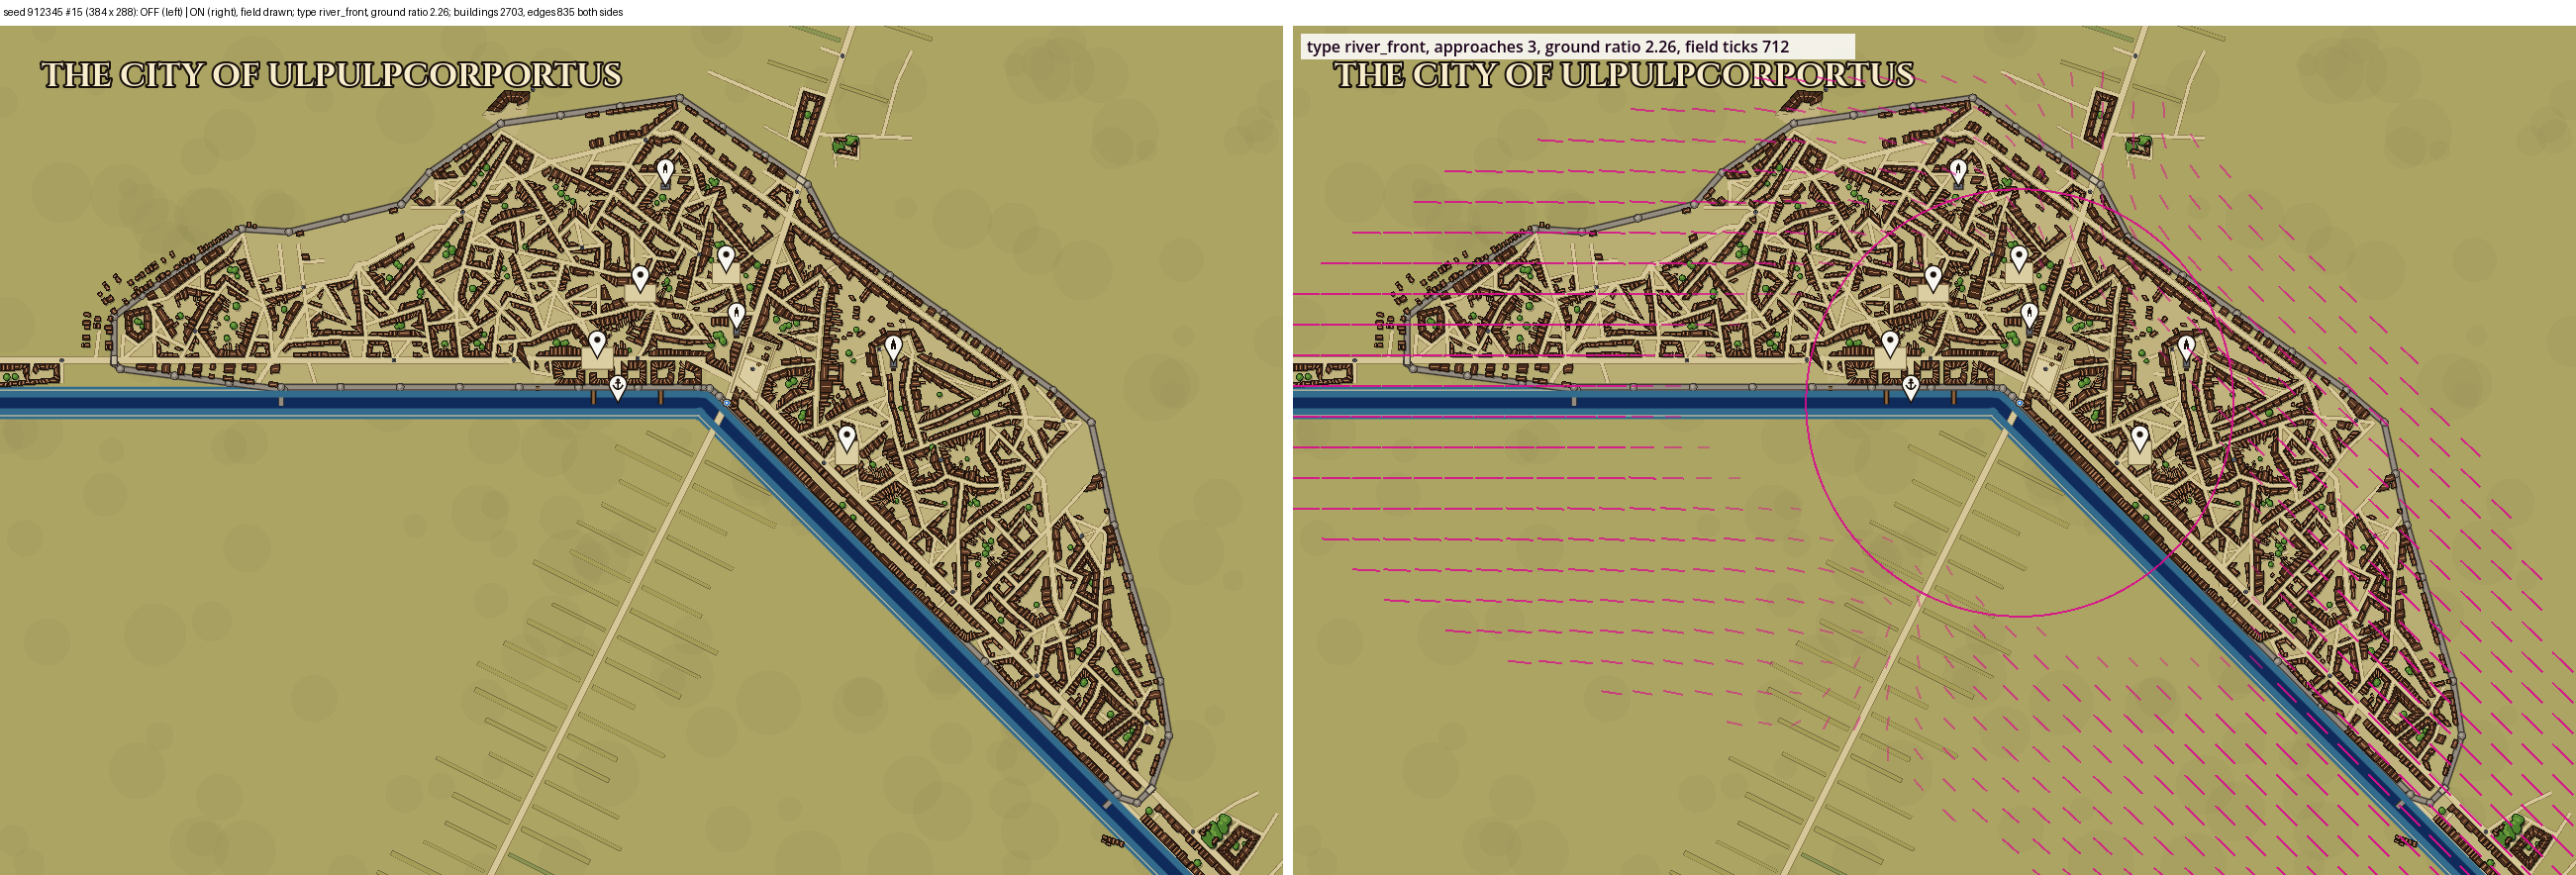 seed 912345 #15 (384 x 288): OFF (left) | ON (right), field drawn; type river_front, ground ratio 2.26; buildings 2703, edges 835 both sides
THE CITY OF ULPULPCORPORTUS
type river_front, approaches 3, ground ratio 2.26, field ticks 712
THE CITY OF ULPULPCORPORTUS